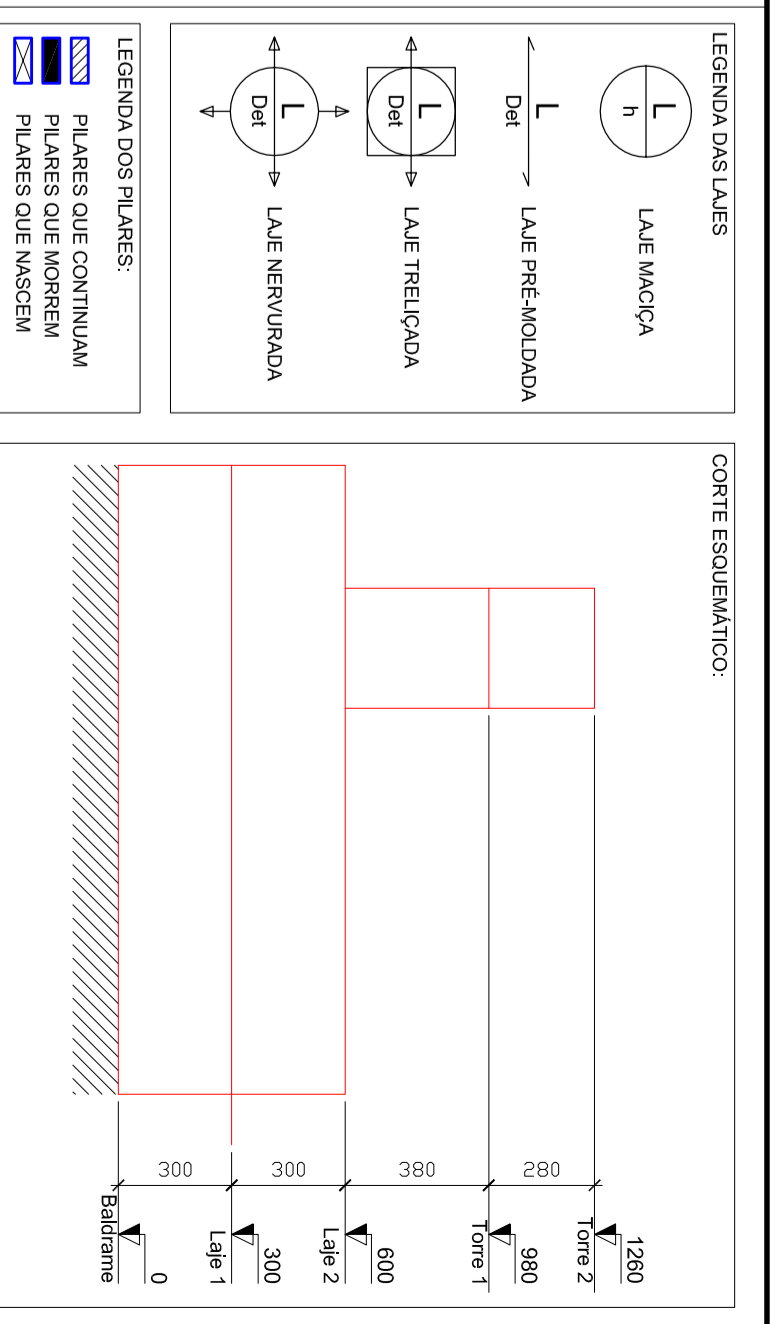 LEGENDA DAS LAJES
L
h
LAJE MACIÇA
L
Det
LAJE PRÉ-MOLDADA
L
Det
LAJE TRELIÇADA
L
Det
LAJE NERVURADA
LEGENDA DOS PILARES:
PILARES QUE CONTINUAM
PILARES QUE MORREM
PILARES QUE NASCEM
CORTE ESQUEMÁTICO:
1260
Torre 2
280
980
Torre 1
380
600
Laje 2
300
300
Laje 1
300
0
Baldrame